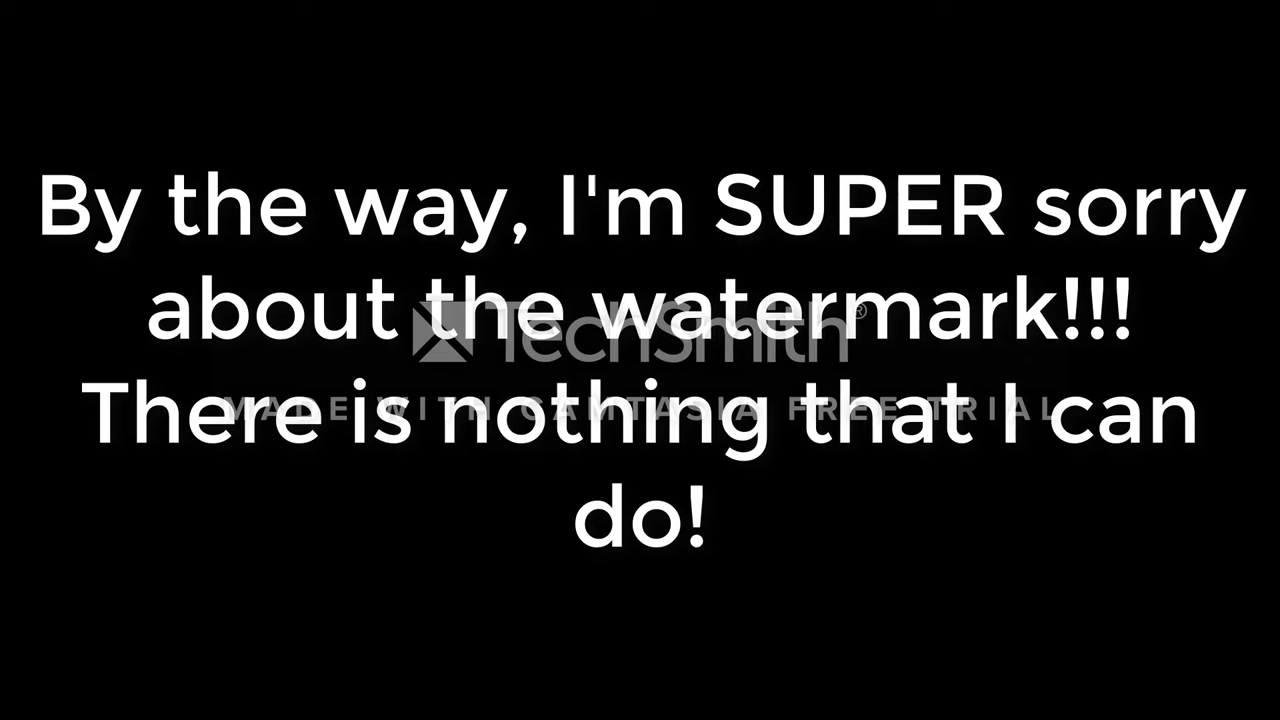 By the way, I'm SUPER sorry
about the watermark!!!
TechSmith®
There is nothing that I can
MADE WITH CAMTASIA FREE TRIAL
do!